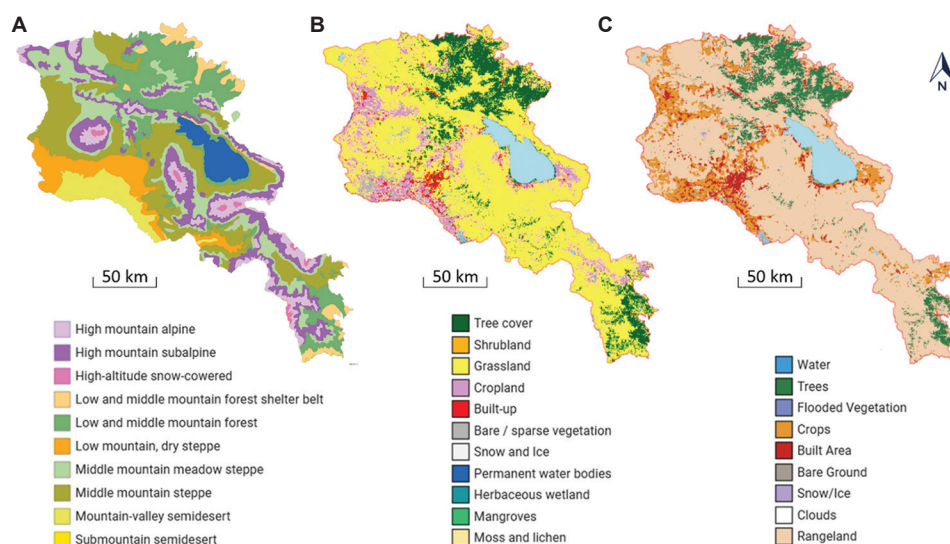 A
B
C
N
50 km
50 km
50 km
High mountain alpine
High mountain subalpine
High-altitude snow-cowered
Low and middle mountain forest shelter belt
Low and middle mountain forest
Low mountain, dry steppe
Middle mountain meadow steppe
Middle mountain steppe
Mountain-valley semidesert
Submountain semidesert
Tree cover
Shrubland
Grassland
Cropland
Built-up
Bare / sparse vegetation
Snow and Ice
Permanent water bodies
Herbaceous wetland
Mangroves
Moss and lichen
Water
Trees
Flooded Vegetation
Crops
Built Area
Bare Ground
Snow/Ice
Clouds
Rangeland